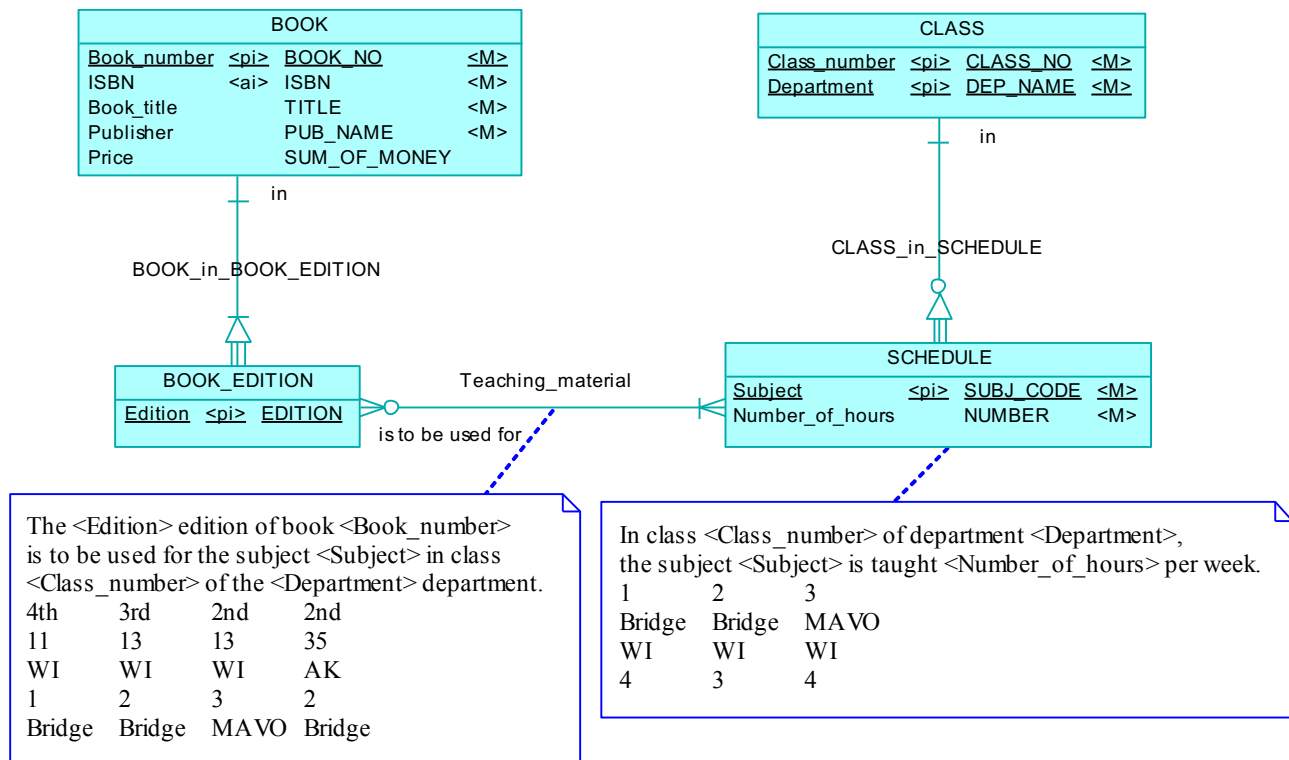 BOOK
Book_number <pi> BOOK_NO <M>
ISBN <ai> ISBN <M>
Book_title TITLE <M>
Publisher PUB_NAME <M>
Price SUM_OF_MONEY
CLASS
Class_number <pi> CLASS_NO <M>
Department <pi> DEP_NAME <M>
in
in
BOOK_in_BOOK_EDITION
CLASS_in_SCHEDULE
BOOK_EDITION
Edition <pi> EDITION
Teaching_material
is to be used for
SCHEDULE
Subject <pi> SUBJ_CODE <M>
Number_of_hours NUMBER <M>
The <Edition> edition of book <Book_number>
is to be used for the subject <Subject> in class
<Class_number> of the <Department> department.
4th 3rd 2nd 2nd
11 13 13 35
WI WI WI AK
1 2 3 2
Bridge Bridge MAVO Bridge
In class <Class_number> of department <Department>,
the subject <Subject> is taught <Number_of_hours> per week.
1 2 3
Bridge Bridge MAVO
WI WI WI
4 3 4